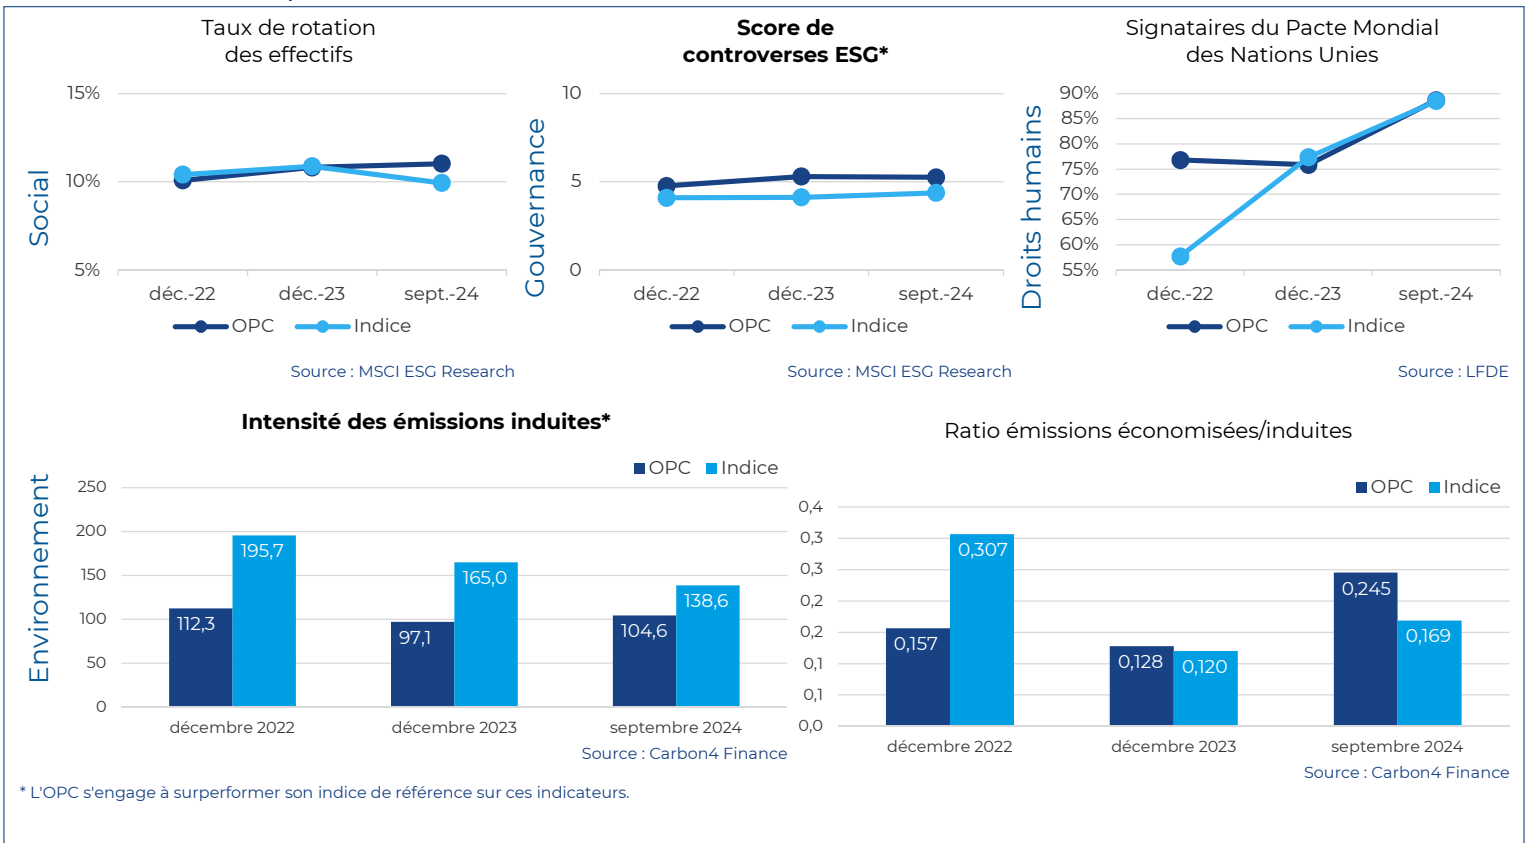 Taux de rotation
des effectifs
15%
10%
5%
Social
déc.-22
déc.-23
sept.-24
OPC
Indice
Source : MSCI ESG Research
Score de
controverses ESG*
10
5
0
Gouvernance
déc.-22
déc.-23
sept.-24
OPC
Indice
Source : MSCI ESG Research
Signataires du Pacte Mondial
des Nations Unies
90%
85%
80%
75%
70%
65%
60%
55%
Droits humains
déc.-22
déc.-23
sept.-24
OPC
Indice
Source : LFDE
Intensité des émissions induites*
OPC
Indice
Environnement
250
200
150
100
50
0
112,3
195,7
97,1
165,0
104,6
138,6
décembre 2022
décembre 2023
septembre 2024
Source : Carbon4 Finance
Ratio émissions économisées/induites
OPC
Indice
0,4
0,3
0,3
0,2
0,2
0,1
0,1
0,0
0,157
0,307
0,128
0,120
0,245
0,169
décembre 2022
décembre 2023
septembre 2024
Source : Carbon4 Finance
* L'OPC s'engage à surperformer son indice de référence sur ces indicateurs.